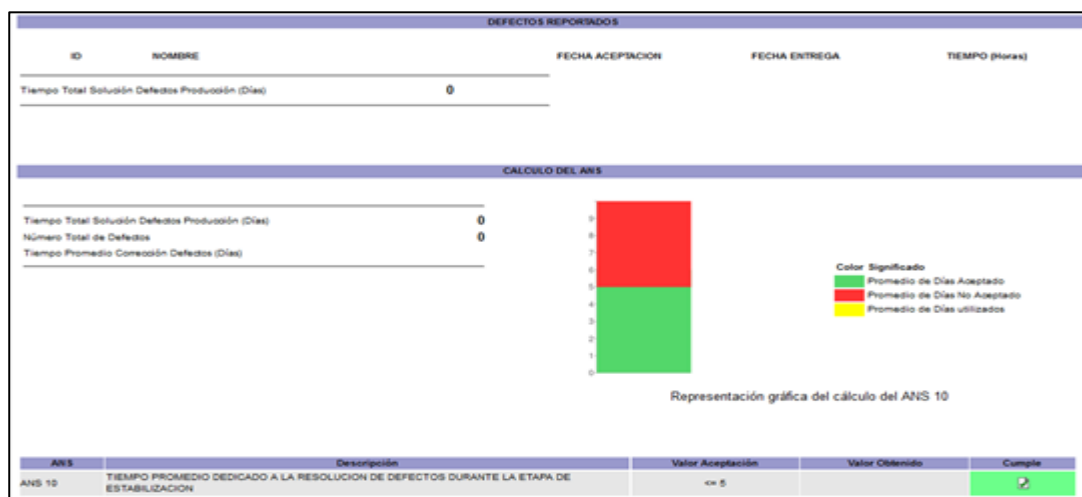 DEFECTOS REPORTADOS
ID NOMBRE FECHA ACEPTACION FECHA ENTREGA TIEMPO (Horas)
Tiempo Total Solución Defectos Producción (Días) 0
CALCULO DEL ANS
Tiempo Total Solución Defectos Producción (Días) 0
Número Total de Defectos 0
Tiempo Promedio Corrección Defectos (Días)
9
8
7
6
5
4
3
2
1
0
Color Significado
Promedio de Días Aceptado
Promedio de Días No Aceptado
Promedio de Días utilizados
Representación gráfica del cálculo del ANS 10
ANS Descripción Valor Aceptación Valor Obtenido Cumple
ANS 10 TIEMPO PROMEDIO DEDICADO A LA RESOLUCION DE DEFECTOS DURANTE LA ETAPA DE <= 5
ESTABILIZACION